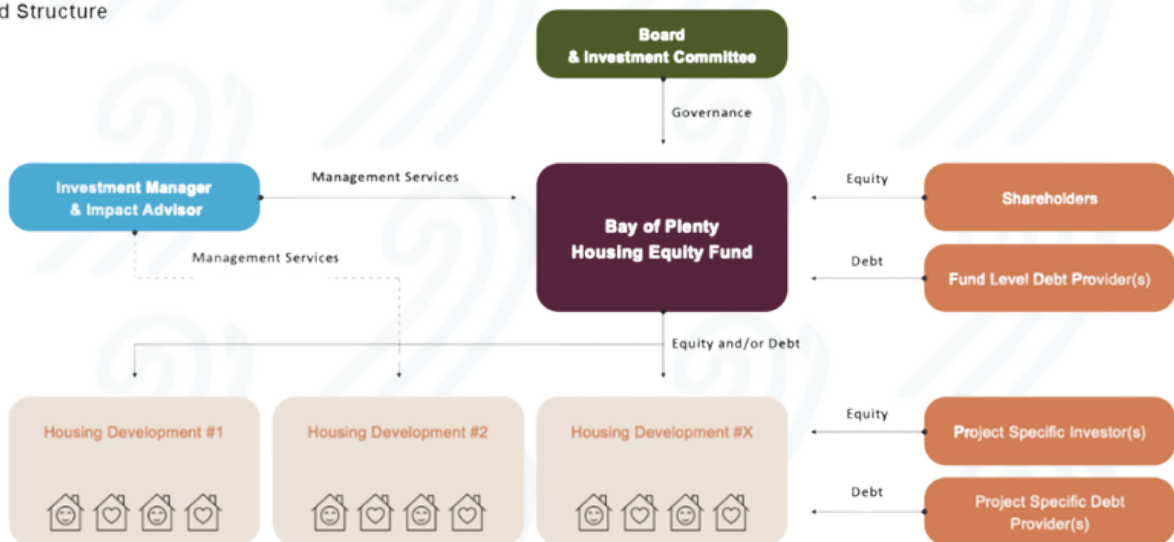 d Structure
Board
& Investment Committee
Governance
Investment Manager
& Impact Advisor
Management Services
Management Services
Bay of Plenty
Housing Equity Fund
Equity
Shareholders
Debt
Fund Level Debt Provider(s)
Equity and/or Debt
Housing Development #1
Housing Development #2
Housing Development #X
Equity
Project Specific Investor(s)
Debt
Project Specific Debt
Provider(s)